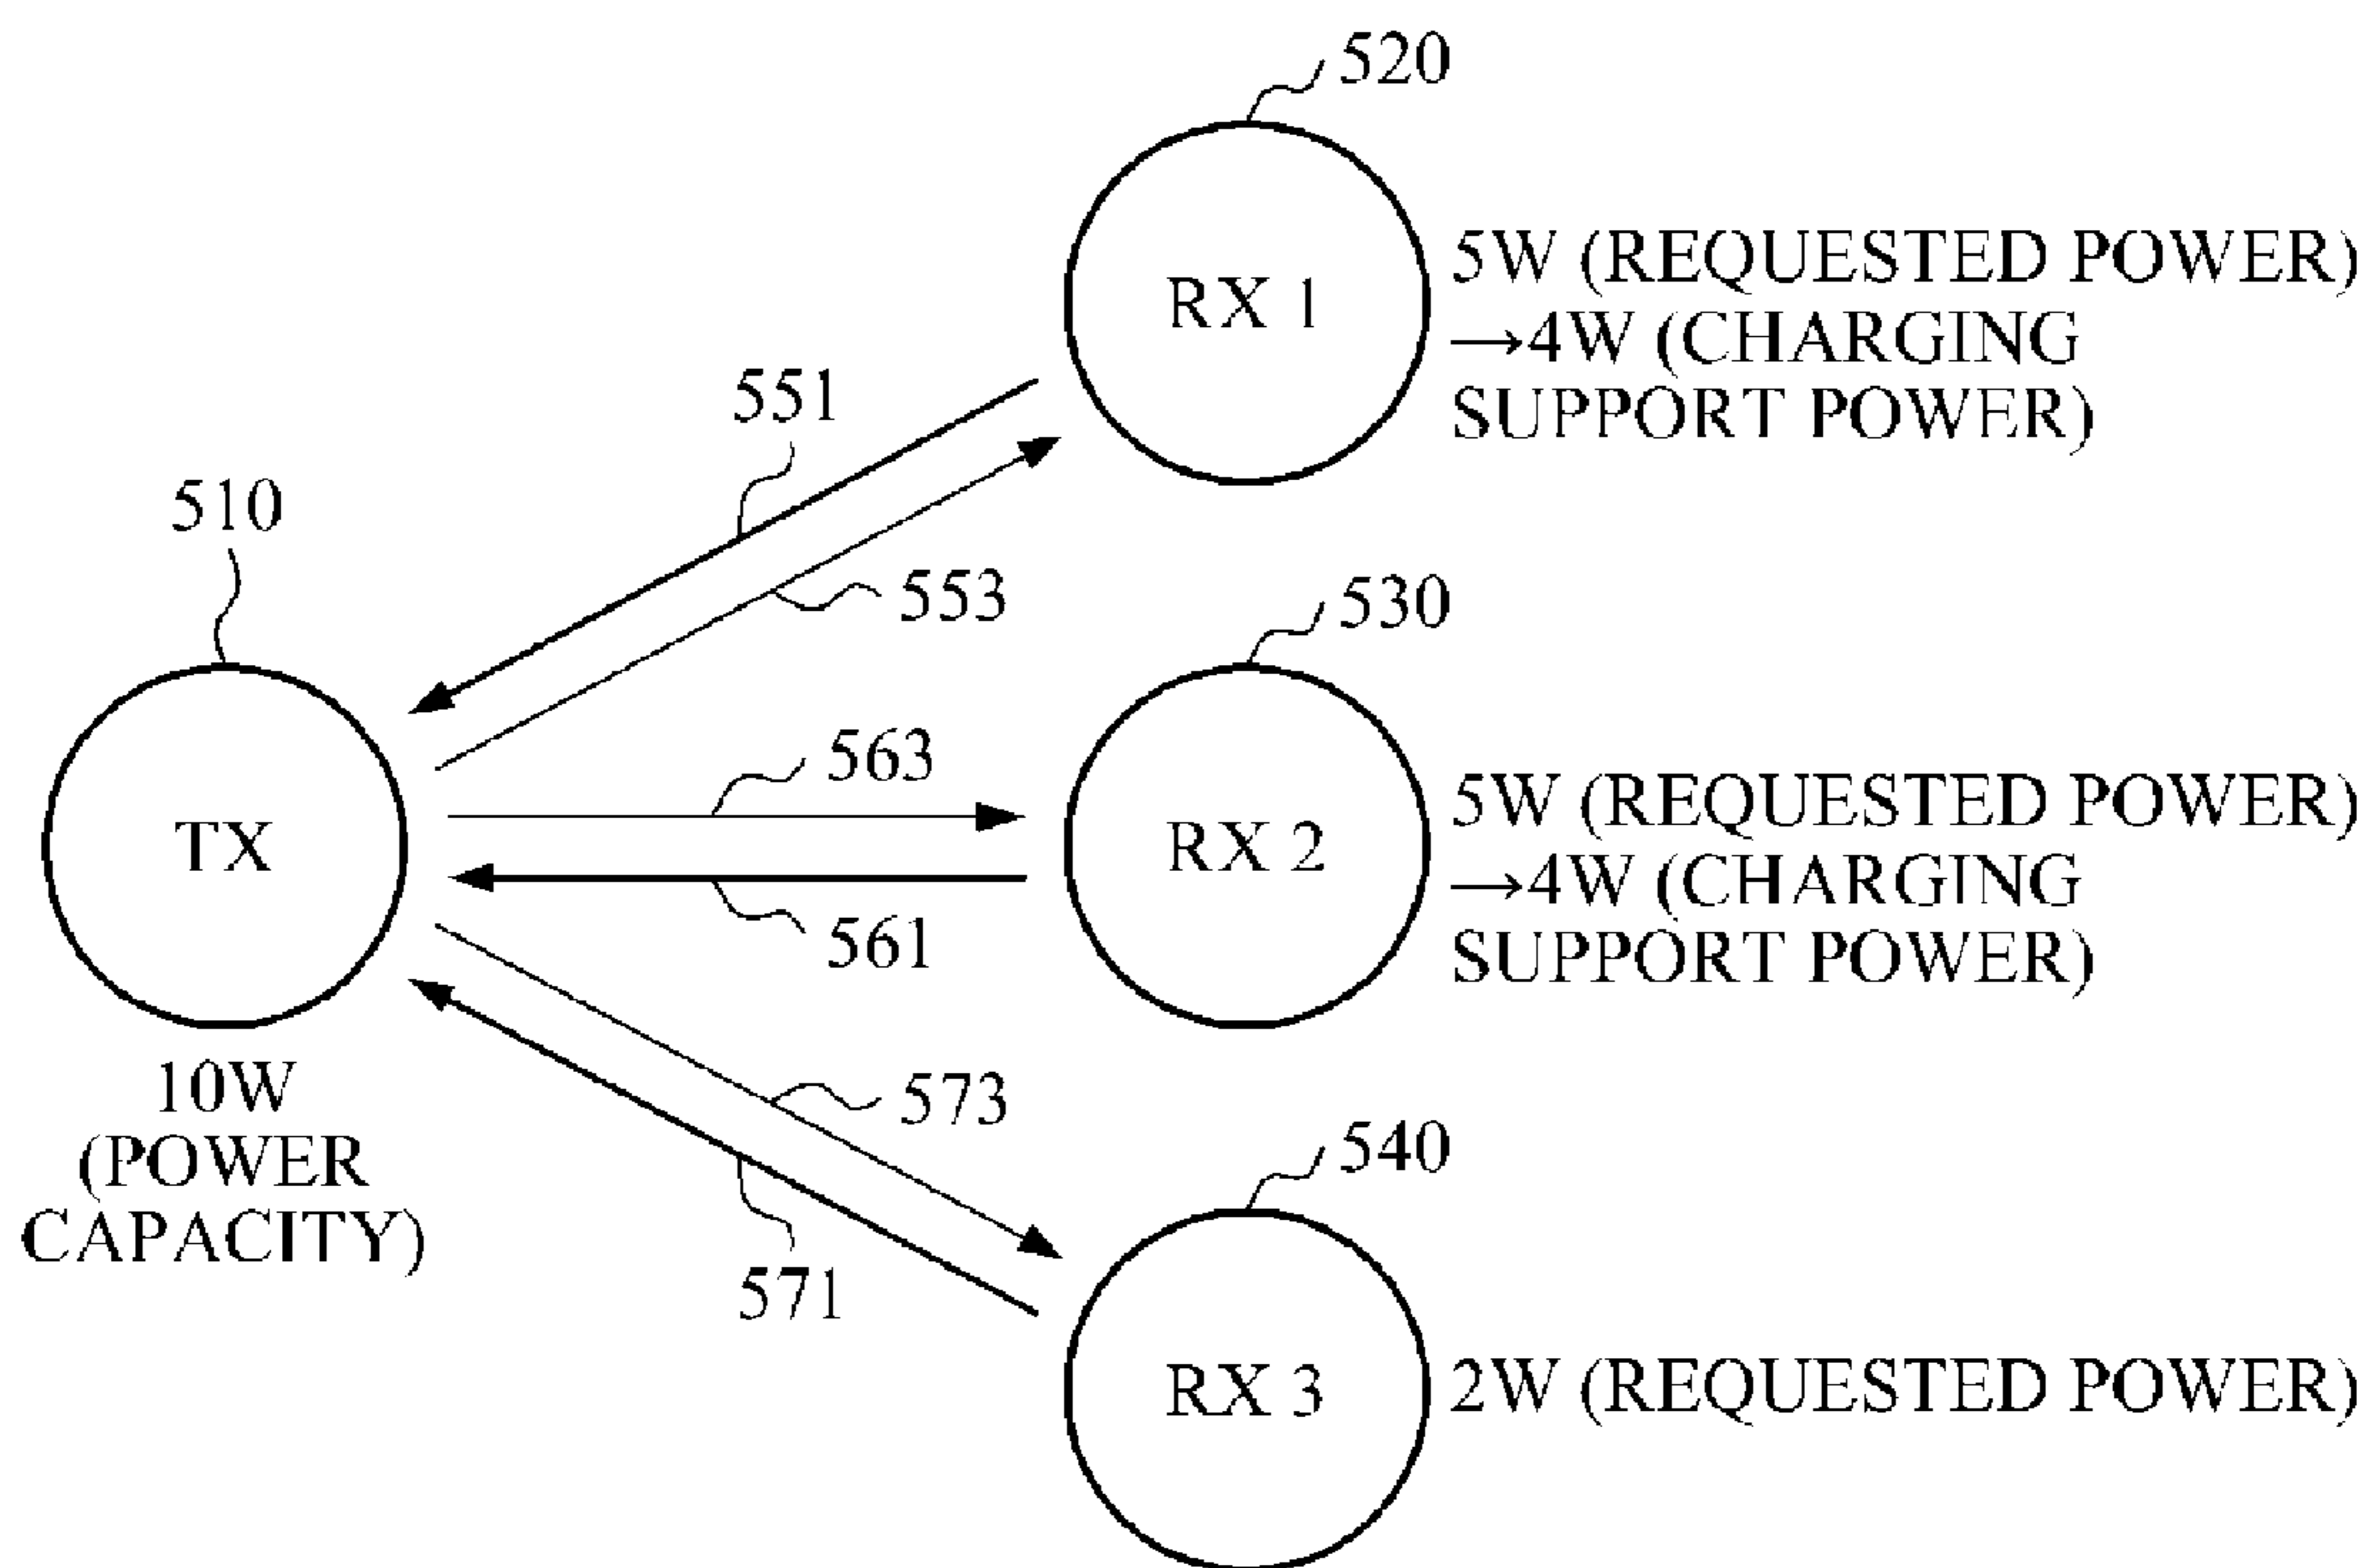 520
RX 1
5W (REQUESTED POWER)
→4W (CHARGING
SUPPORT POWER)
551
553
510
TX
10W
(POWER
CAPACITY)
530
563
RX 2
5W (REQUESTED POWER)
→4W (CHARGING
SUPPORT POWER)
561
573
571
540
RX 3
2W (REQUESTED POWER)